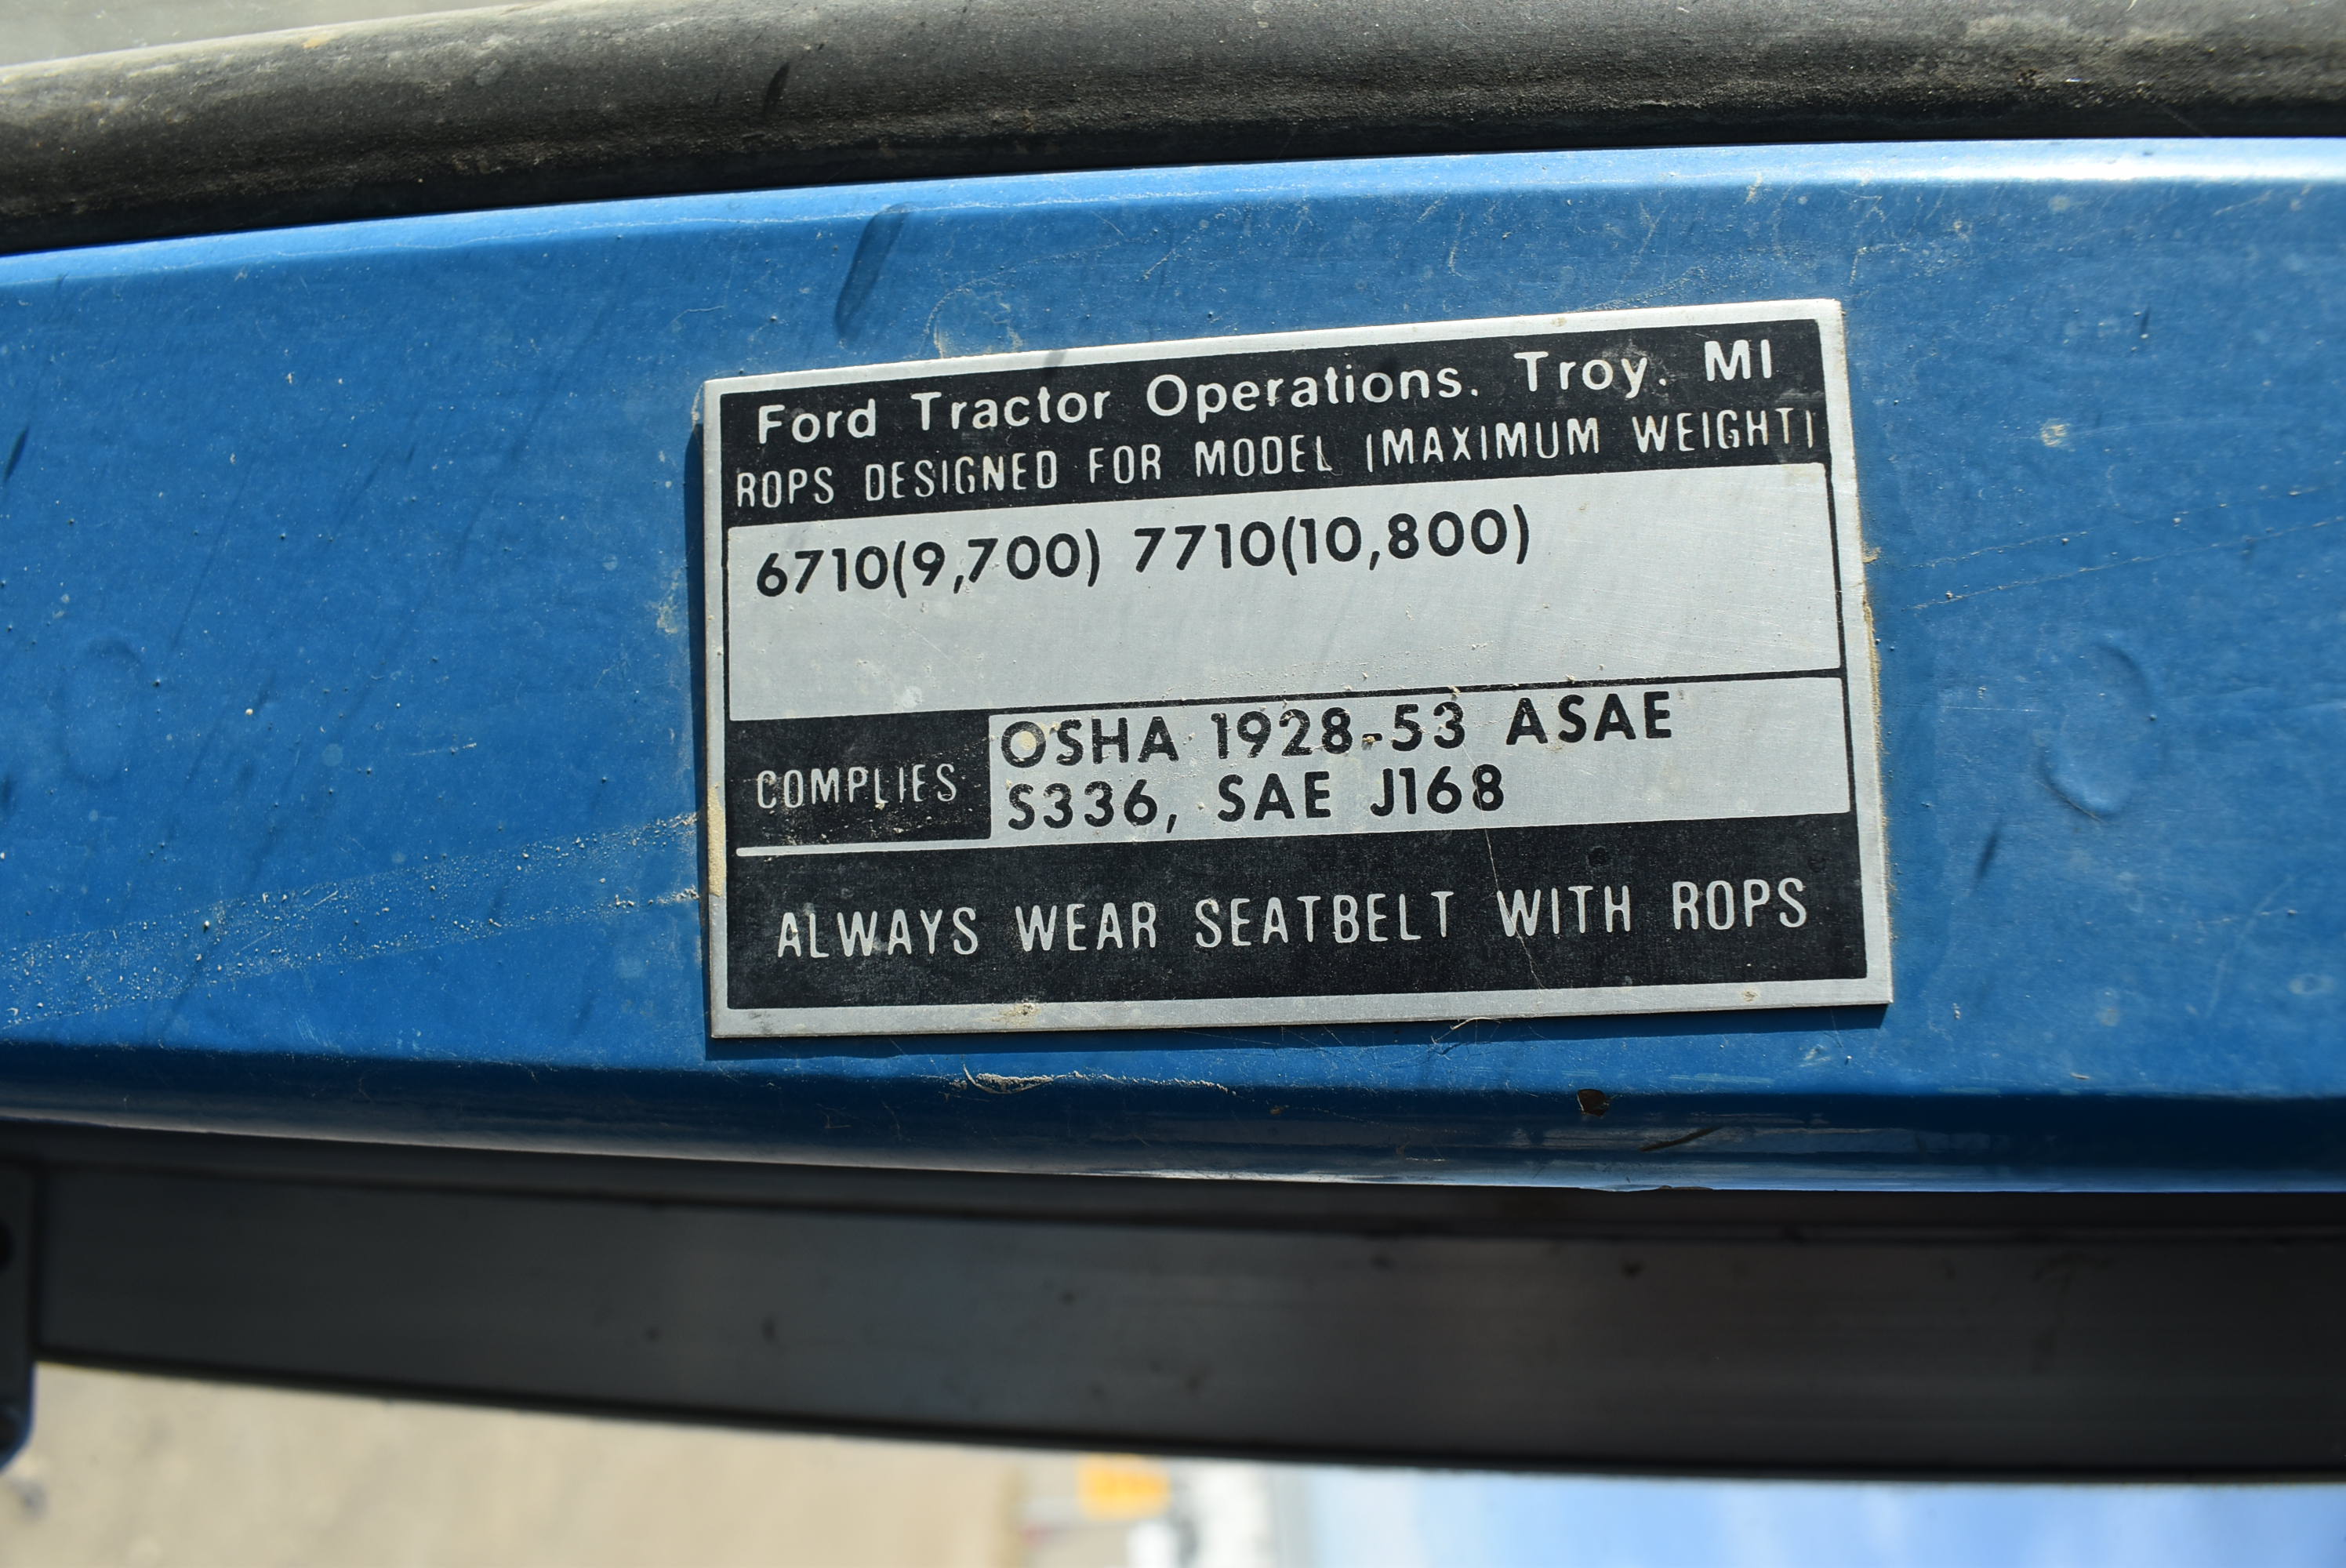 Ford Tractor Operations. Troy. MI
ROPS DESIGNED FOR MODEL (MAXIMUM WEIGHT)
6710(9,700) 7710(10,800)
COMPLIES
OSHA 1928-53 ASAE
S336, SAE J168
ALWAYS WEAR SEATBELT WITH ROPS